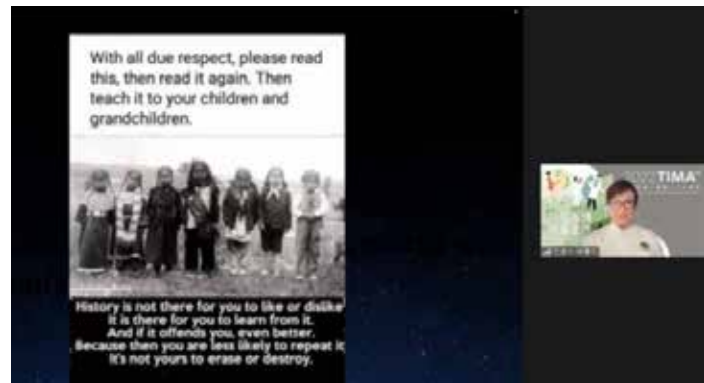 With all due respect, please read
this, then read it again. Then
teach it to your children and
grandchildren.
History is not there for you to like or dislike
It is there for you to learn from it.
And if it offends you, even better.
Because then you are less likely to repeat it
It's not yours to erase or destroy.
2022TIMA